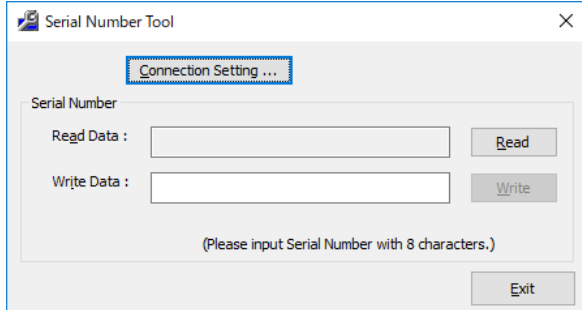 Serial Number Tool
Connection Setting ...
Serial Number
Read Data :
Read
Write Data :
Write
(Please input Serial Number with 8 characters.)
Exit